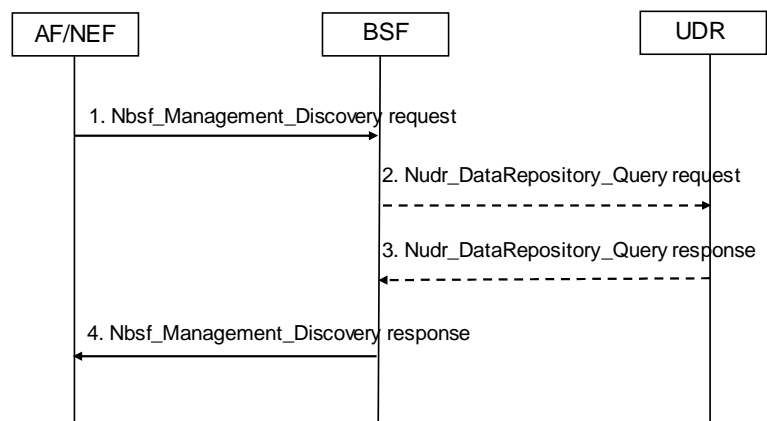 AF/NEF
BSF
UDR
1. Nbsf_Management_Discovery request
2. Nudr_DataRepository_Query request
3. Nudr_DataRepository_Query response
4. Nbsf_Management_Discovery response